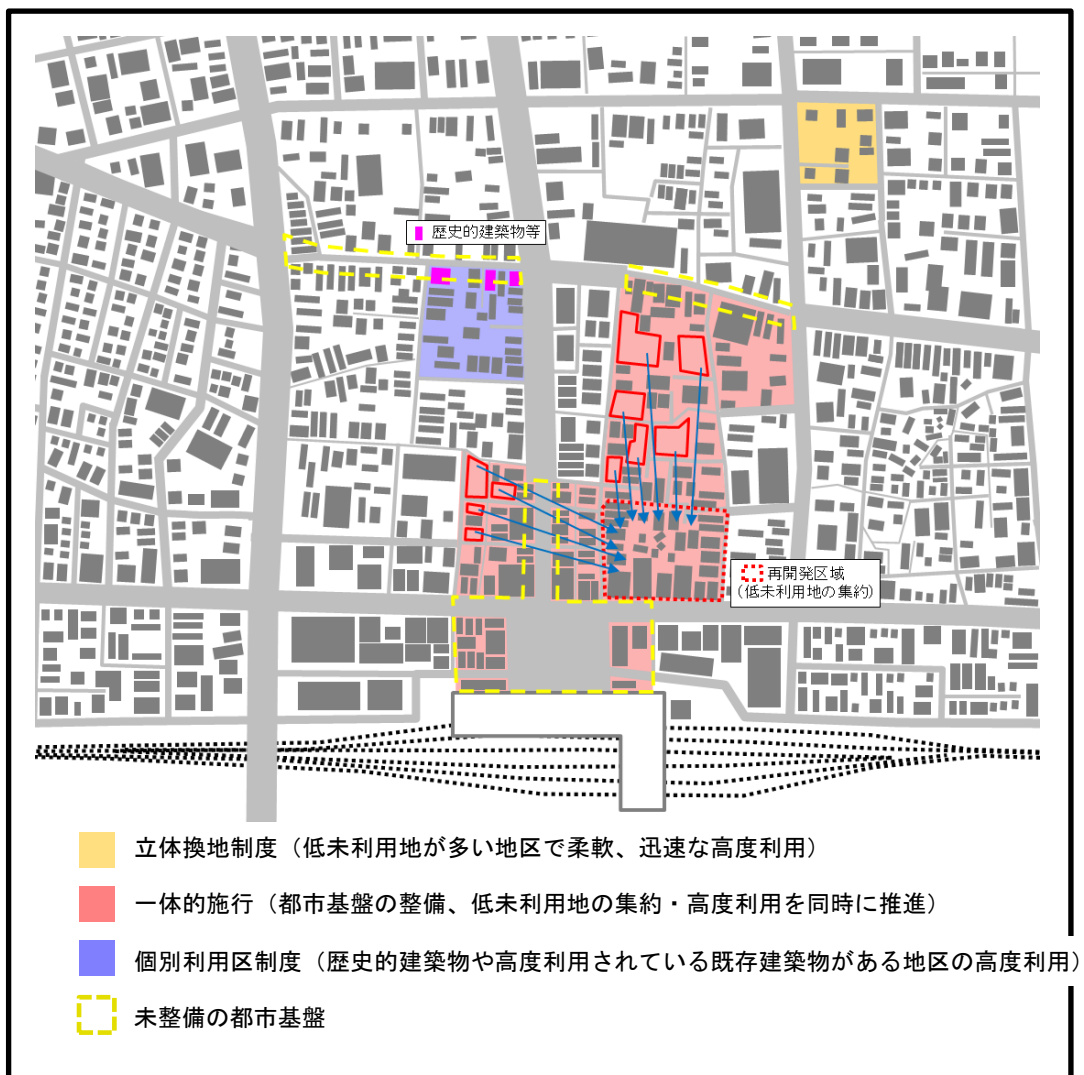 歴史的建築物等
再開発区域
(低未利用地の集約)
立体換地制度（低未利用地が多い地区で柔軟、迅速な高度利用）
一体的施行（都市基盤の整備、低未利用地の集約・高度利用を同時に推進）
個別利用区制度（歴史的建築物や高度利用されている既存建築物がある地区の高度利用）
未整備の都市基盤